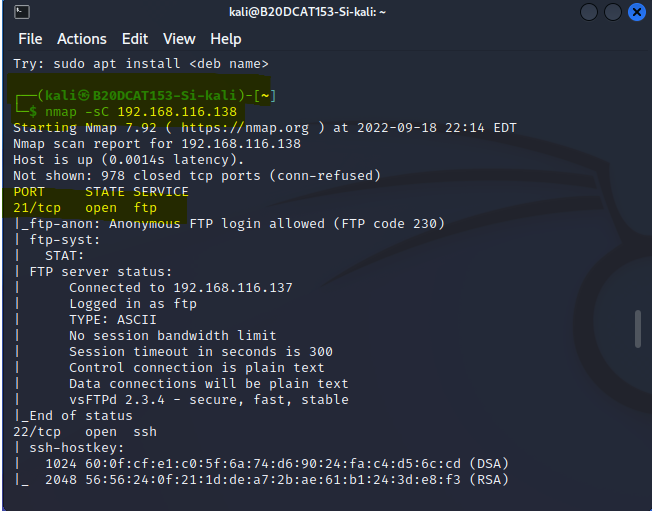 kali@B20DCAT153-Si-kali: ~
File Actions Edit View Help
Try: sudo apt install <deb name>
┌──(kali㉿B20DCAT153-Si-kali)-[~]
└─$ nmap -sC 192.168.116.138
Starting Nmap 7.92 ( https://nmap.org ) at 2022-09-18 22:14 EDT
Nmap scan report for 192.168.116.138
Host is up (0.0014s latency).
Not shown: 978 closed tcp ports (conn-refused)
PORT STATE SERVICE
21/tcp open ftp
|_ftp-anon: Anonymous FTP login allowed (FTP code 230)
| ftp-syst:
| STAT:
| FTP server status:
| Connected to 192.168.116.137
| Logged in as ftp
| TYPE: ASCII
| No session bandwidth limit
| Session timeout in seconds is 300
| Control connection is plain text
| Data connections will be plain text
| vsFTPd 2.3.4 - secure, fast, stable
|_End of status
22/tcp open ssh
| ssh-hostkey:
| 1024 60:0f:cf:e1:c0:5f:6a:74:d6:90:24:fa:c4:d5:6c:cd (DSA)
|_ 2048 56:56:24:0f:21:1d:de:a7:2b:ae:61:b1:24:3d:e8:f3 (RSA)